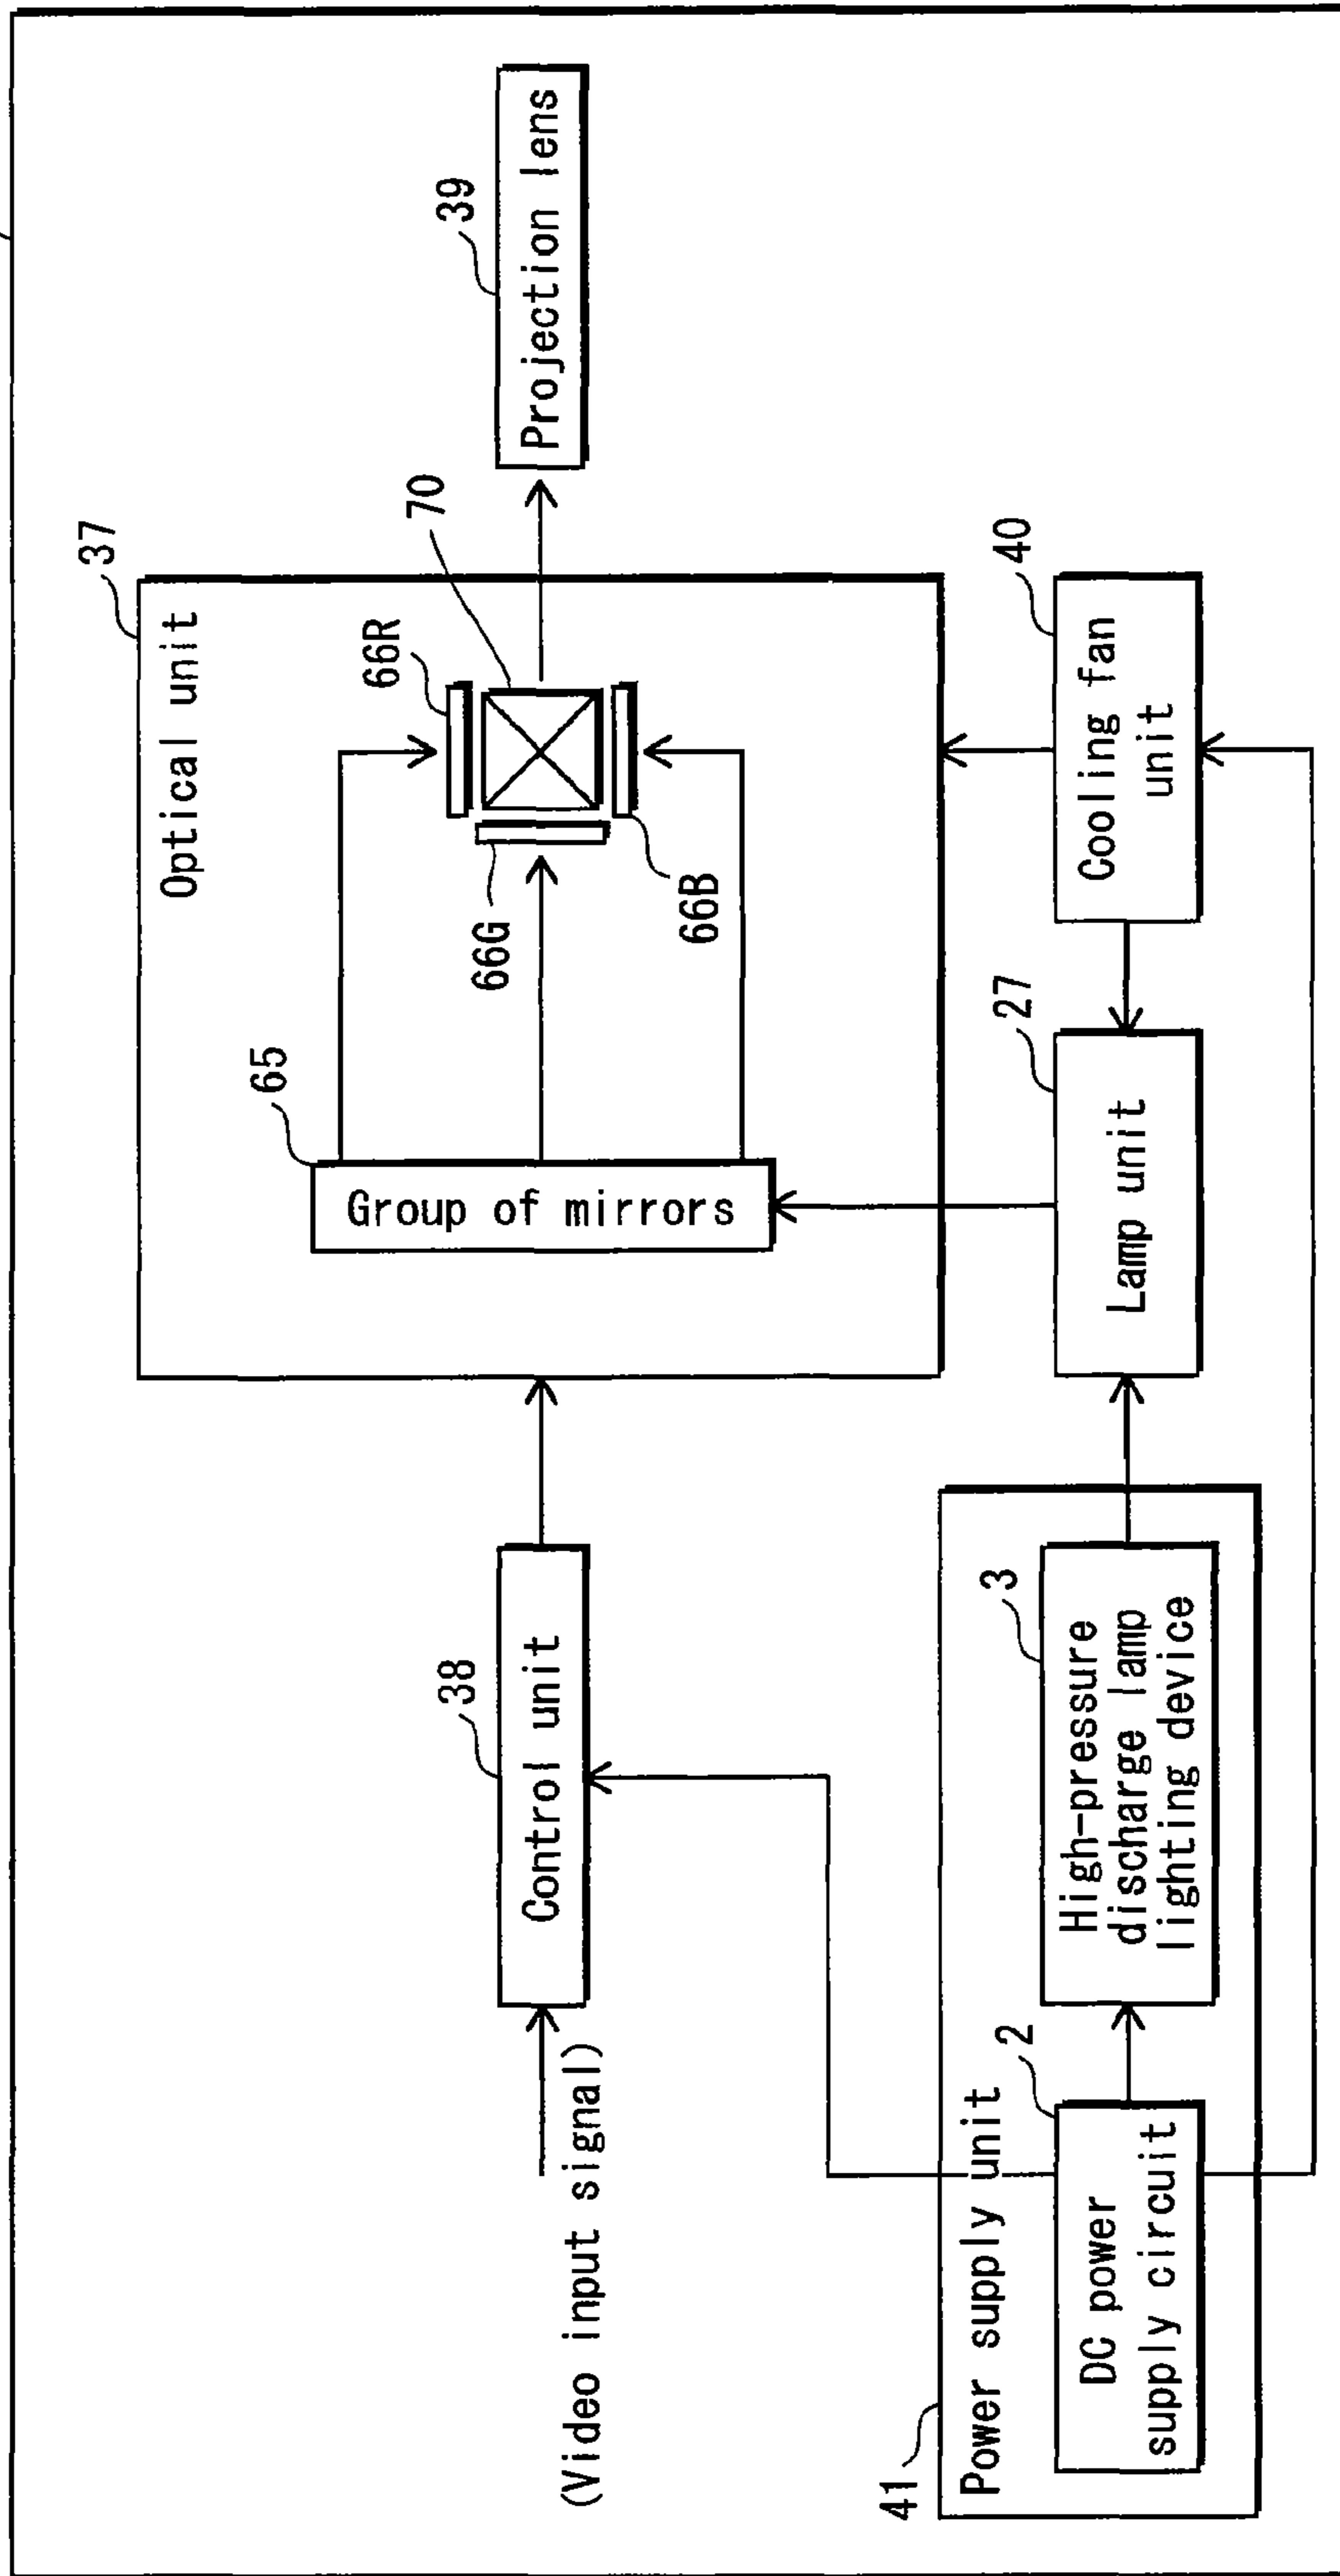 37
Optical unit
66R
70
39
Projection lens
65
Group of mirrors
66G
66B
38
Control unit
(Video input signal)
41
Power supply unit
2
DC power
supply circuit
3
High-pressure
discharge lamp
lighting device
27
Lamp unit
40
Cooling fan
unit